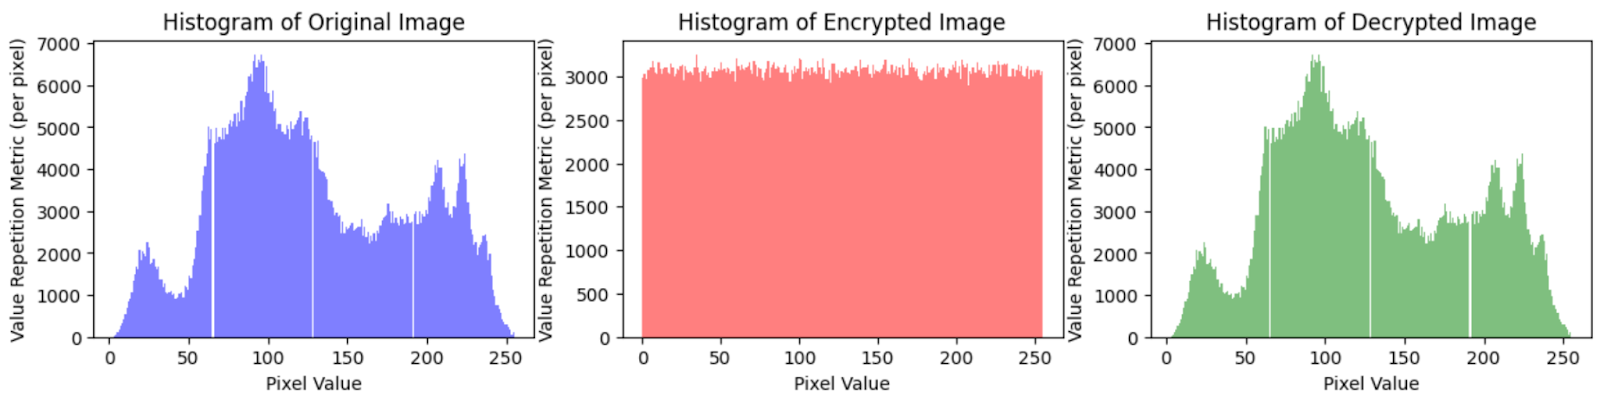 Histogram of Original Image
Value Repetition Metric (per pixel)
7000
6000
5000
4000
3000
2000
1000
0
0 50 100 150 200 250
Pixel Value
Histogram of Encrypted Image
Value Repetition Metric (per pixel)
3000
2500
2000
1500
1000
500
0
0 50 100 150 200 250
Pixel Value
Histogram of Decrypted Image
Value Repetition Metric (per pixel)
7000
6000
5000
4000
3000
2000
1000
0
0 50 100 150 200 250
Pixel Value